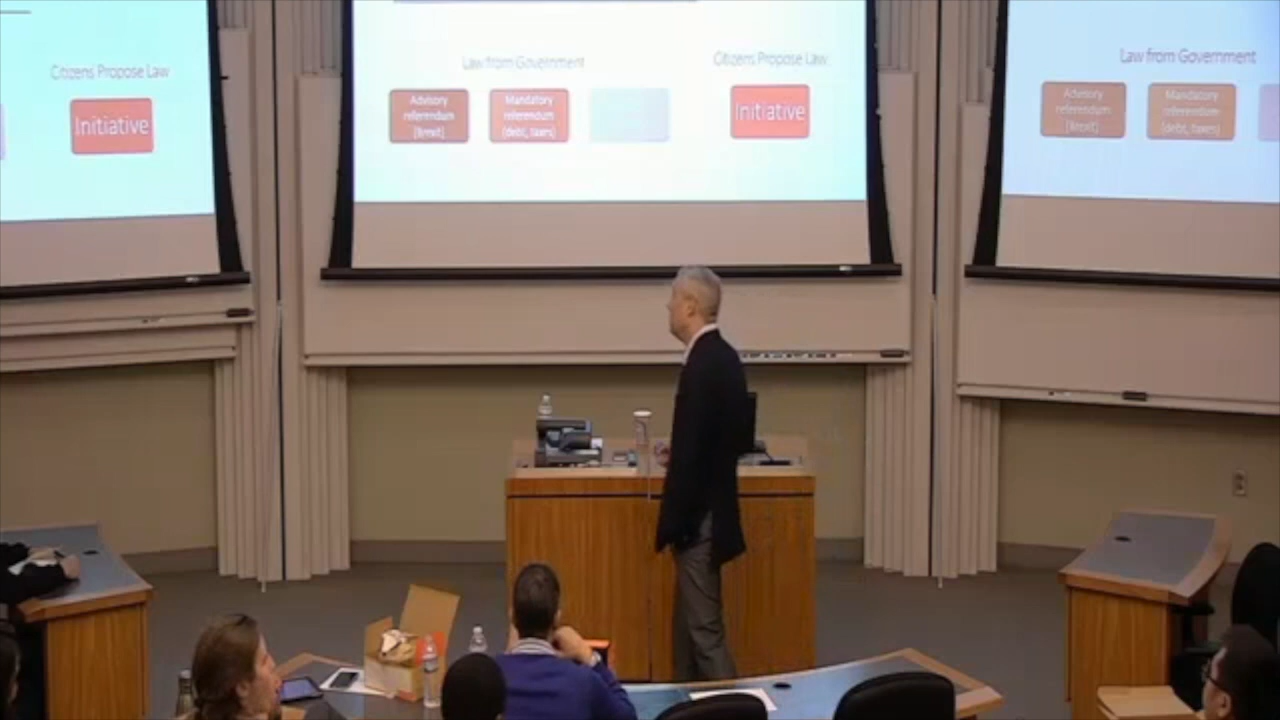 Citizens Propose Law
Initiative
Law from Government
Citizens Propose Law
Advisory
referendum
[Brexit]
Mandatory
referendum
(debt, taxes)
Initiative
Law from Government
Advisory
referendum
[Brexit]
Mandatory
referendum
(debt, taxes)